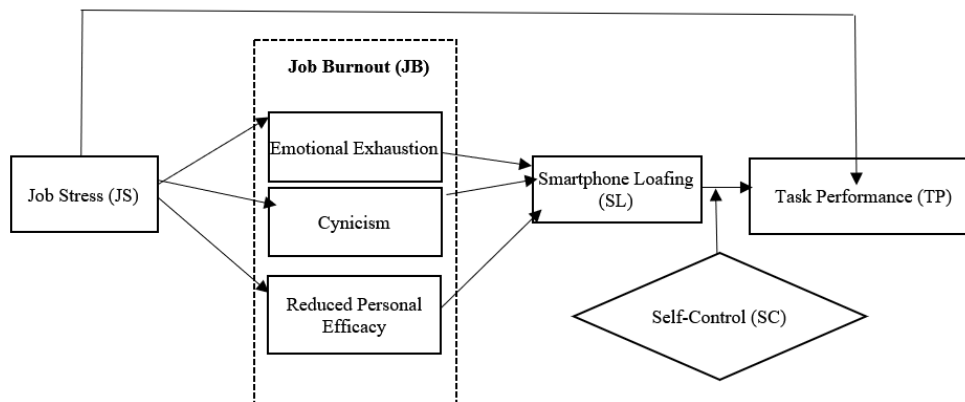 Job Burnout (JB)
Emotional Exhaustion
Job Stress (JS)
Cynicism
Reduced Personal
Efficacy
Smartphone Loafing
(SL)
Task Performance (TP)
Self-Control (SC)